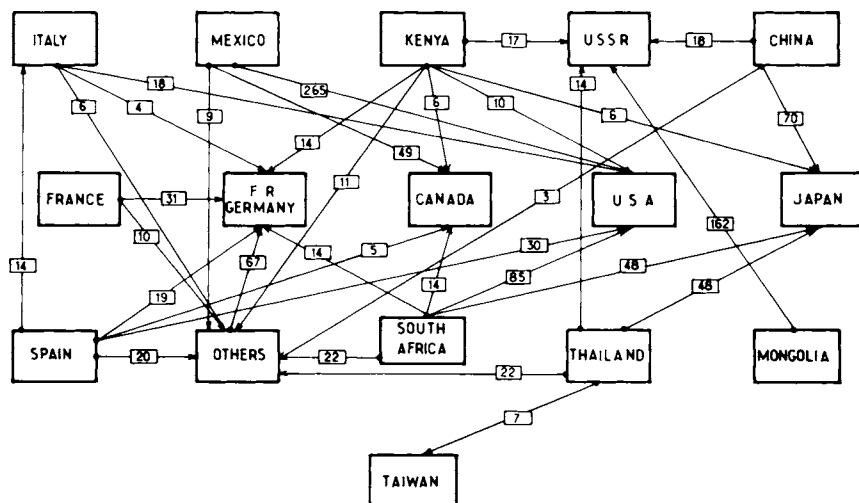 ITALY
MEXICO
KENYA
17
USSR
18
CHINA
18
265
14
6
4
9
6
10
6
70
14
49
11
FRANCE
31
F R
GERMANY
CANADA
USA
JAPAN
3
10
162
5
30
14
67
48
14
19
14
85
48
SPAIN
20
OTHERS
22
SOUTH
AFRICA
THAILAND
MONGOLIA
22
7
TAIWAN